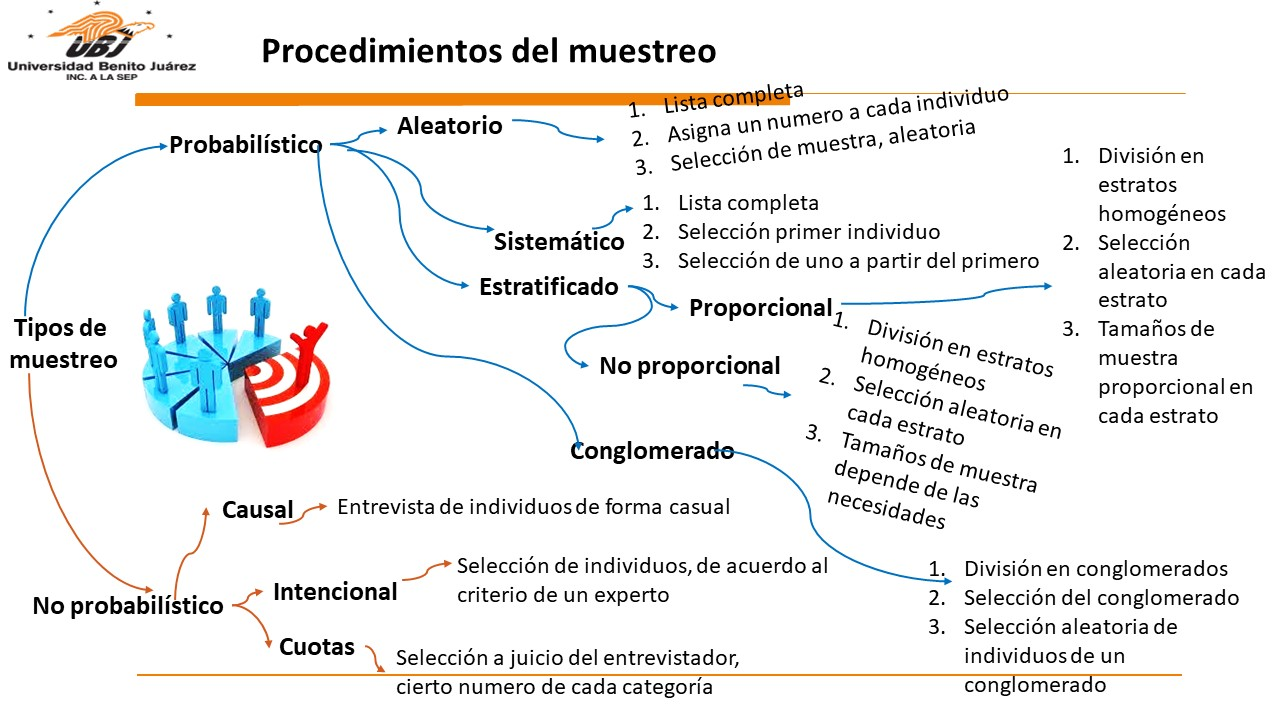 UBJ
Universidad Benito Juárez
INC. A LA SEP
Procedimientos del muestreo
Tipos de
muestreo
Probabilístico
Aleatorio
1. Lista completa
2. Asigna un numero a cada individuo
3. Selección de muestra, aleatoria
Sistemático
1. Lista completa
2. Selección primer individuo
3. Selección de uno a partir del primero
Estratificado
Proporcional
1. División en
estratos
homogéneos
2. Selección
aleatoria en cada
estrato
3. Tamaños de
muestra
proporcional en
cada estrato
No proporcional
1. División en estratos
homogéneos
2. Selección aleatoria en
cada estrato
3. Tamaños de muestra
depende de las
necesidades
Conglomerado
1. División en conglomerados
2. Selección del conglomerado
3. Selección aleatoria de
individuos de un
conglomerado
No probabilístico
Causal
Entrevista de individuos de forma casual
Intencional
Selección de individuos, de acuerdo al
criterio de un experto
Cuotas
Selección a juicio del entrevistador,
cierto numero de cada categoría